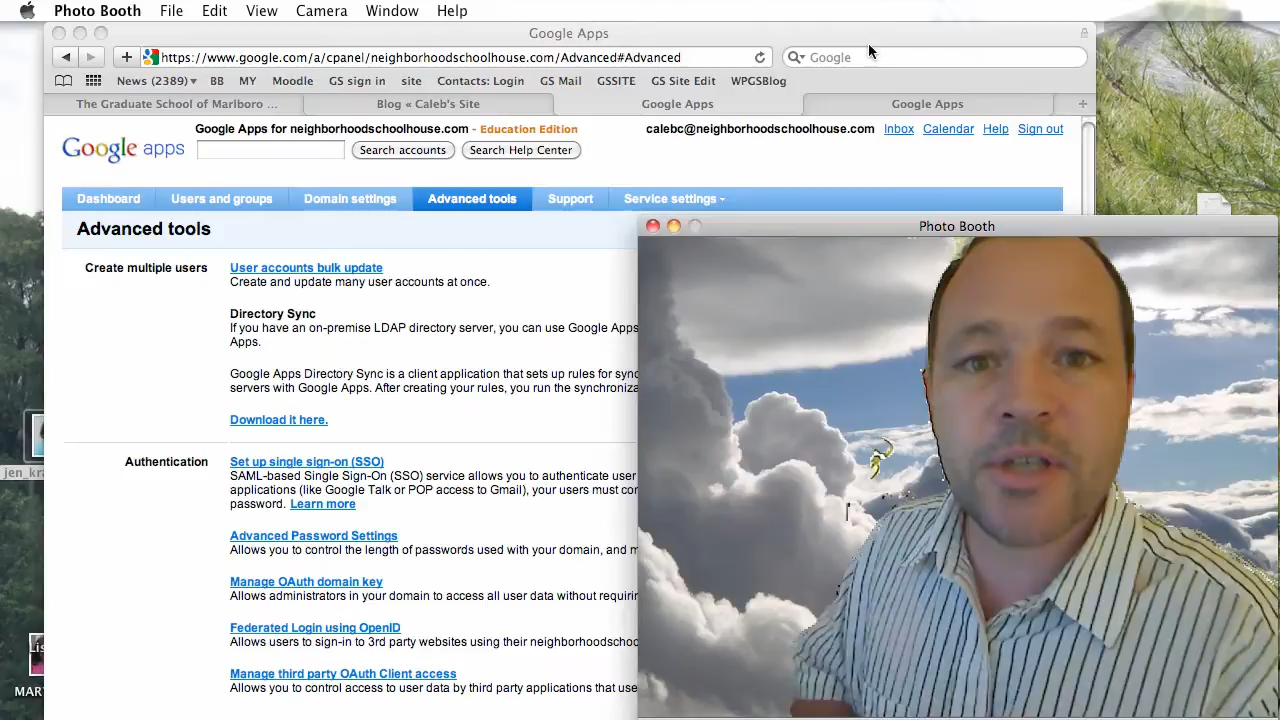 Photo Booth File Edit View Camera Window Help
Google Apps
https://www.google.com/a/cpanel/neighborhoodschoolhouse.com/Advanced#Advanced
Google
News (2389) BB MY Moodle GS sign in site Contacts: Login GS Mail GSSITE GS Site Edit WPGSBlog
The Graduate School of Marlboro ... Blog « Caleb's Site Google Apps Google Apps
Google Apps for neighborhoodschoolhouse.com - Education Edition
calebc@neighborhoodschoolhouse.com Inbox Calendar Help Sign out
Google apps
Search accounts Search Help Center
Dashboard Users and groups Domain settings Advanced tools Support Service settings
Advanced tools
Photo Booth
Create multiple users
User accounts bulk update
Create and update many user accounts at once.
Directory Sync
If you have an on-premise LDAP directory server, you can use Google Apps
Apps.
Google Apps Directory Sync is a client application that sets up rules for
servers with Google Apps. After creating your rules, you run the
Download it here.
Authentication
Set up single sign-on (SSO)
SAML-based Single Sign-On (SSO) service allows you to authenticate user
applications (like Google Talk or POP access to Gmail), your users must
password. Learn more
Advanced Password Settings
Allows you to control the length of passwords used with your domain, and
Manage OAuth domain key
Allows administrators in your domain to access all user data without
Federated Login using OpenID
Allows users to sign-in to 3rd party websites using their
Manage third party OAuth Client access
Allows you to control access to user data by third party applications that